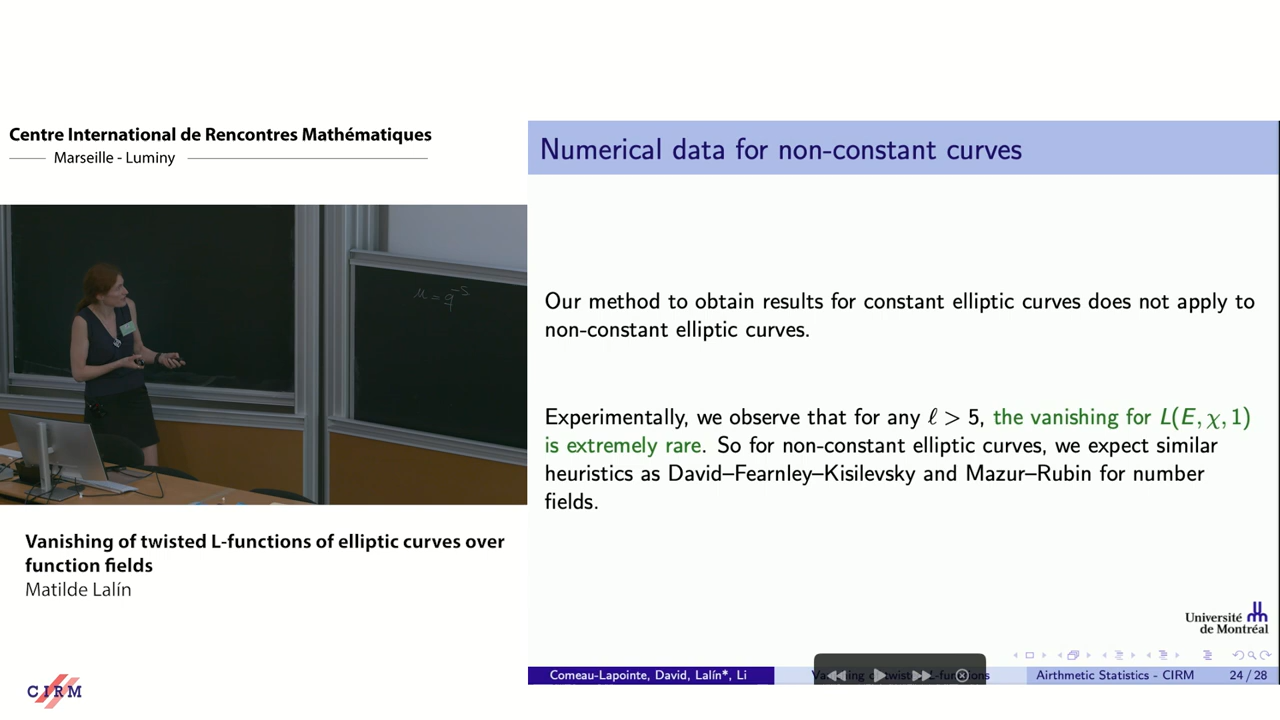 Centre International de Rencontres Mathématiques
Marseille - Luminy
u = q^-s
Vanishing of twisted L-functions of elliptic curves over
function fields
Matilde Lalín
CIRM
Numerical data for non-constant curves
Our method to obtain results for constant elliptic curves does not apply to
non-constant elliptic curves.
Experimentally, we observe that for any ℓ > 5, the vanishing for L(E, χ, 1)
is extremely rare. So for non-constant elliptic curves, we expect similar
heuristics as David–Fearnley–Kisilevsky and Mazur–Rubin for number
fields.
Université
de Montréal
Comeau-Lapointe, David, Lalín*, Li
Airthmetic Statistics - CIRM
24 / 28